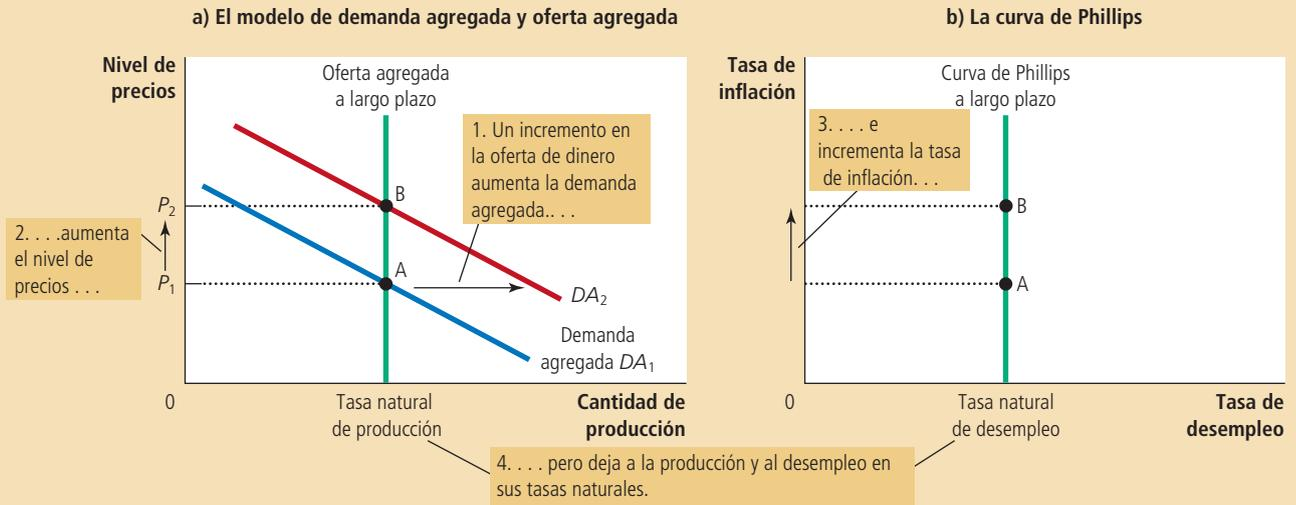 a) El modelo de demanda agregada y oferta agregada
Nivel de
precios
Oferta agregada
a largo plazo
1. Un incremento en
la oferta de dinero
aumenta la demanda
agregada.. . .
B
P2
2. . . .aumenta
el nivel de
precios . . .
A
P1
DA2
Demanda
agregada DA1
0
Tasa natural
de producción
Cantidad de
producción
b) La curva de Phillips
Tasa de
inflación
Curva de Phillips
a largo plazo
3. . . . e
incrementa la tasa
de inflación. . .
B
A
0
Tasa natural
de desempleo
Tasa de
desempleo
4. . . . pero deja a la producción y al desempleo en
sus tasas naturales.